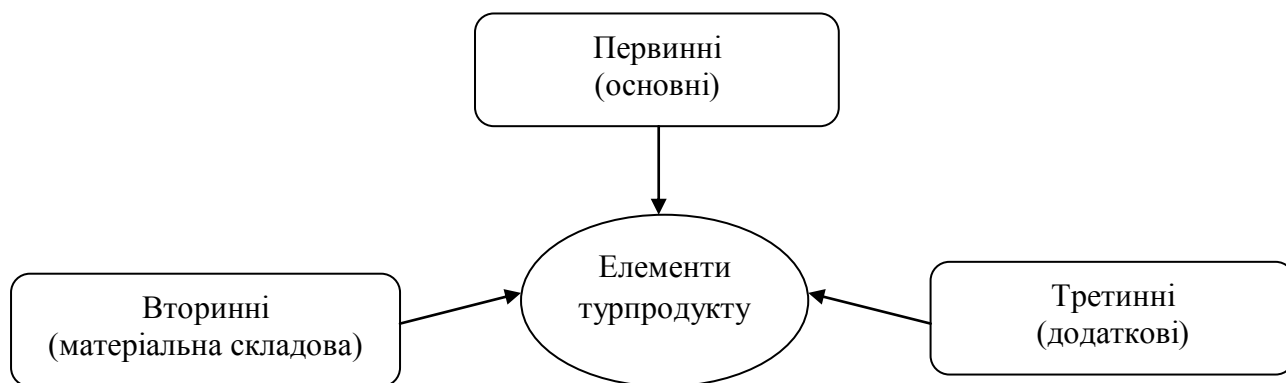 Первинні
(основні)
Елементи
турпродукту
Вторинні
(матеріальна складова)
Третинні
(додаткові)